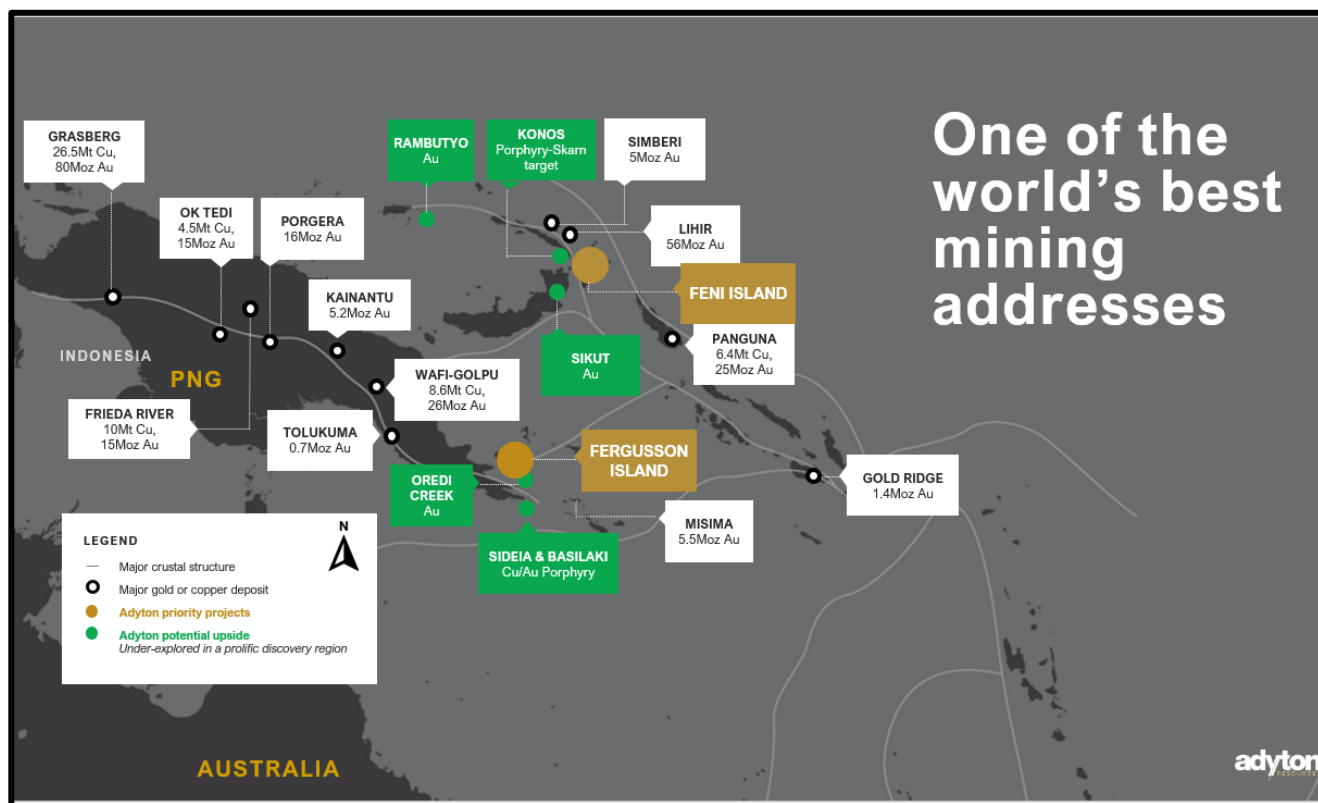 One of the
world's best
mining
addresses
GRASBERG
26.5Mt Cu,
80Moz Au
OK TEDI
4.5Mt Cu,
15Moz Au
PORGERA
16Moz Au
KAINANTU
5.2Moz Au
RAMBUTYO
Au
KONOS
Porphyry-Skarn
target
SIMBERI
5Moz Au
LIHIR
56Moz Au
FENI ISLAND
INDONESIA
PNG
FRIEDA RIVER
10Mt Cu,
15Moz Au
WAFI-GOLPU
8.6Mt Cu,
26Moz Au
TOLUKUMA
0.7Moz Au
SIKUT
Au
PANGUNA
6.4Mt Cu,
25Moz Au
FERGUSSON
ISLAND
OREDI
CREEK
Au
GOLD RIDGE
1.4Moz Au
MISIMA
5.5Moz Au
SIDEIA & BASILAKI
Cu/Au Porphyry
N
LEGEND
Major crustal structure
Major gold or copper deposit
Adyton priority projects
Adyton potential upside
Under-explored in a prolific discovery region
AUSTRALIA
adyton